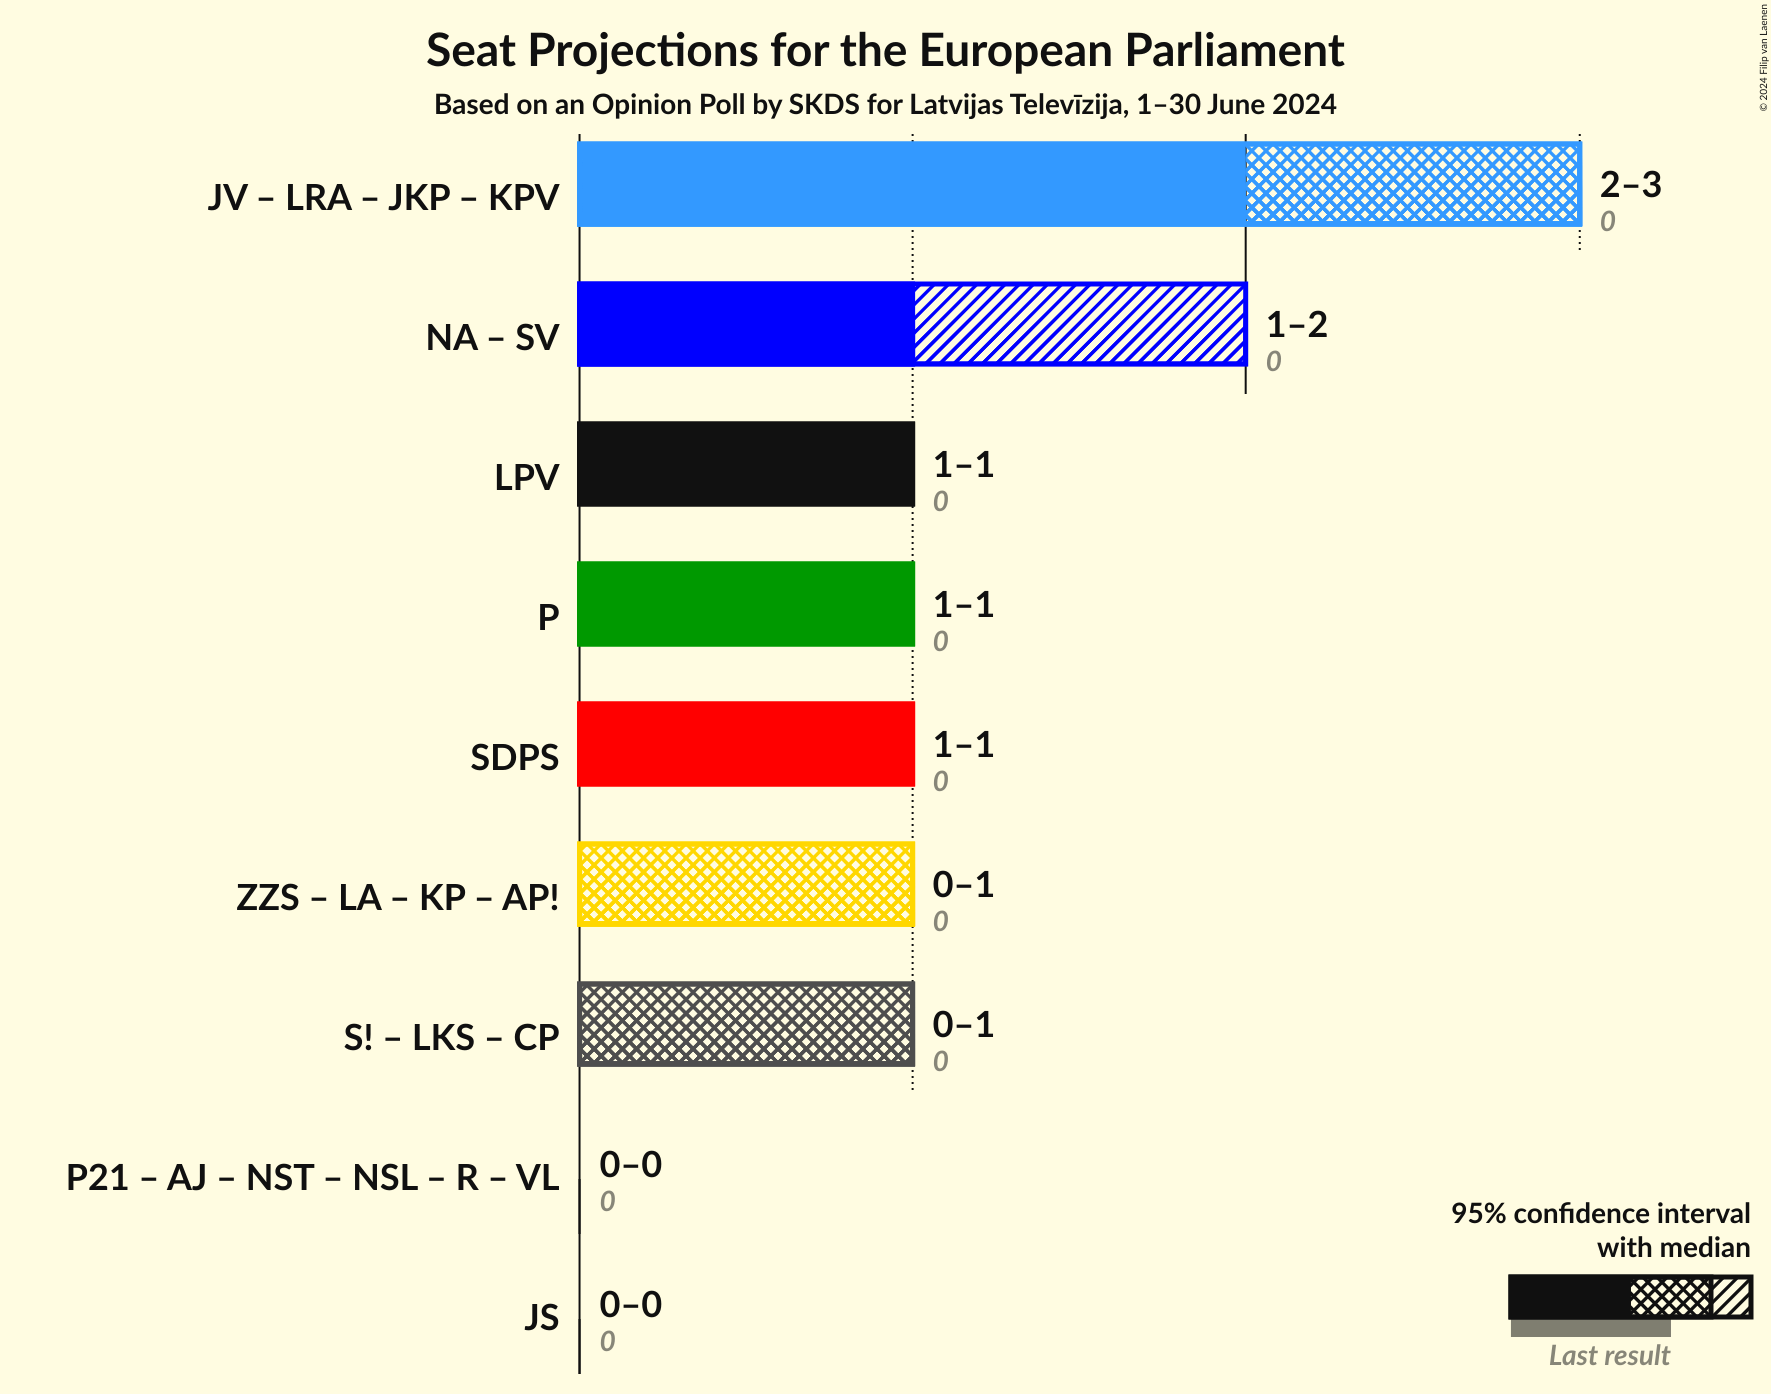 Seat Projections for the European Parliament
Based on an Opinion Poll by SKDS for Latvijas Televīzija, 1–30 June 2024
© 2024 Filip van Laenen
JV – LRA – JKP – KPV
2–3
0
NA – SV
1–2
0
LPV
1–1
0
P
1–1
0
SDPS
1–1
0
ZZS – LA – KP – AP!
0–1
0
S! – LKS – CP
0–1
0
P21 – AJ – NST – NSL – R – VL
0–0
0
JS
0–0
0
95% confidence interval
with median
Last result